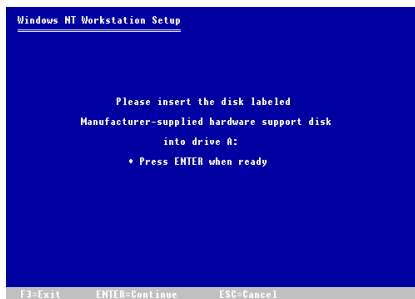 Windows NT Workstation Setup
Please insert the disk labeled
Manufacturer-supplied hardware support disk
into drive A:
• Press ENTER when ready
F3=Exit ENTER=Continue ESC=Cancel